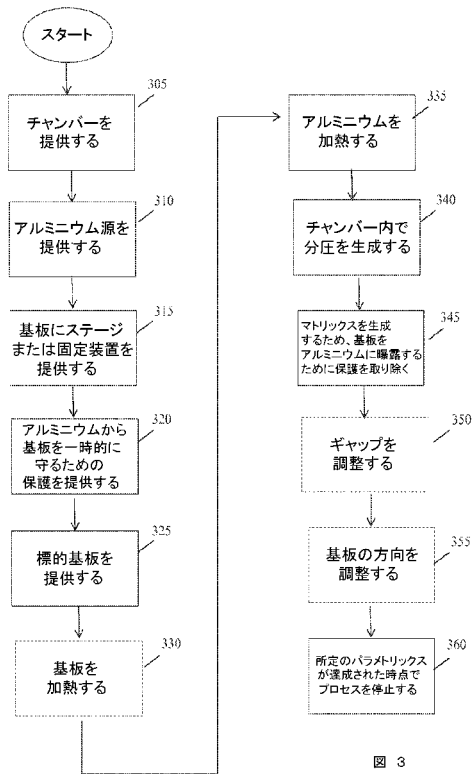 スタート
305
チャンバーを
提供する
310
アルミニウム源を
提供する
315
基板にステージ
または固定装置を
提供する
320
アルミニウムから
基板を一時的に
守るための
保護を提供する
325
標的基板を
提供する
330
基板を
加熱する
335
アルミニウムを
加熱する
340
チャンバー内で
分圧を生成する
345
マトリックスを生成
するため、基板を
アルミニウムに曝露する
ために保護を取り除く
350
ギャップを
調整する
355
基板の方向を
調整する
360
所定のパラメトリックス
が達成された時点で
プロセスを停止する
図 3